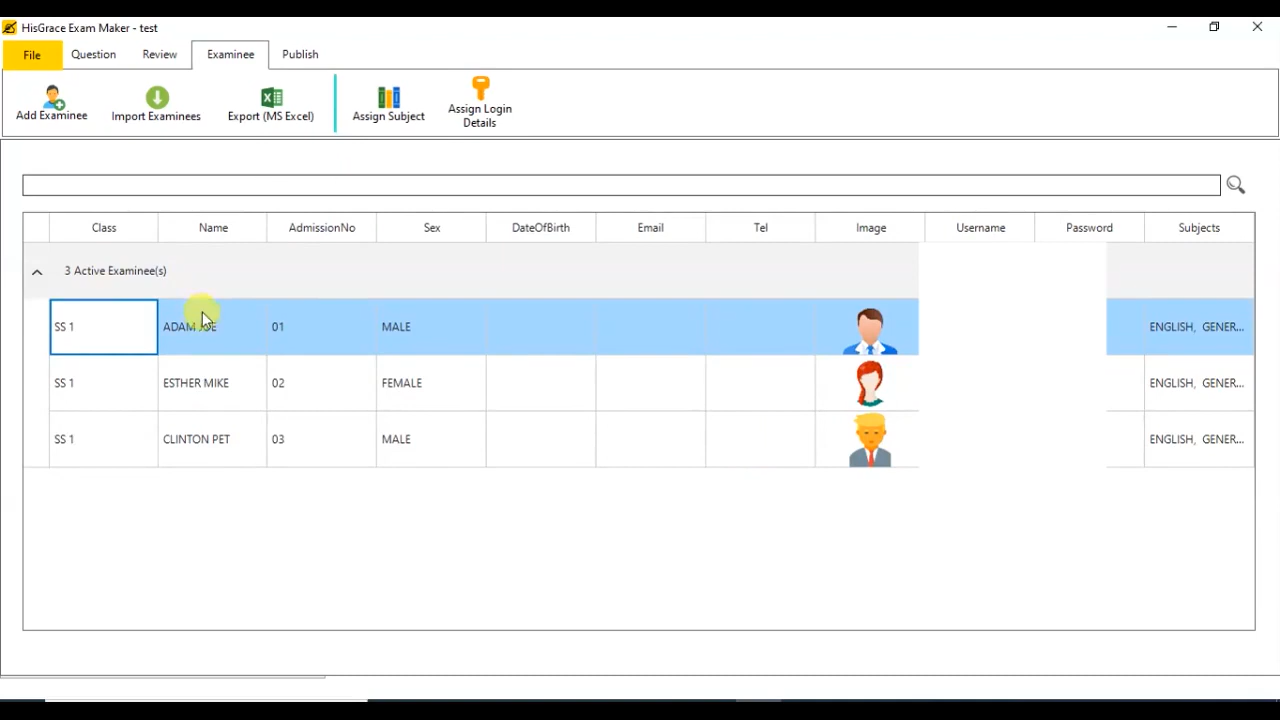 HisGrace Exam Maker - test
File Question Review Examinee Publish
Add Examinee Import Examinees Export (MS Excel) Assign Subject Assign Login
Details
Class Name AdmissionNo Sex DateOfBirth Email Tel Image Username Password Subjects
3 Active Examinee(s)
SS 1 ADAM JOE 01 MALE ENGLISH, GENER...
SS 1 ESTHER MIKE 02 FEMALE ENGLISH, GENER...
SS 1 CLINTON PET 03 MALE ENGLISH, GENER...